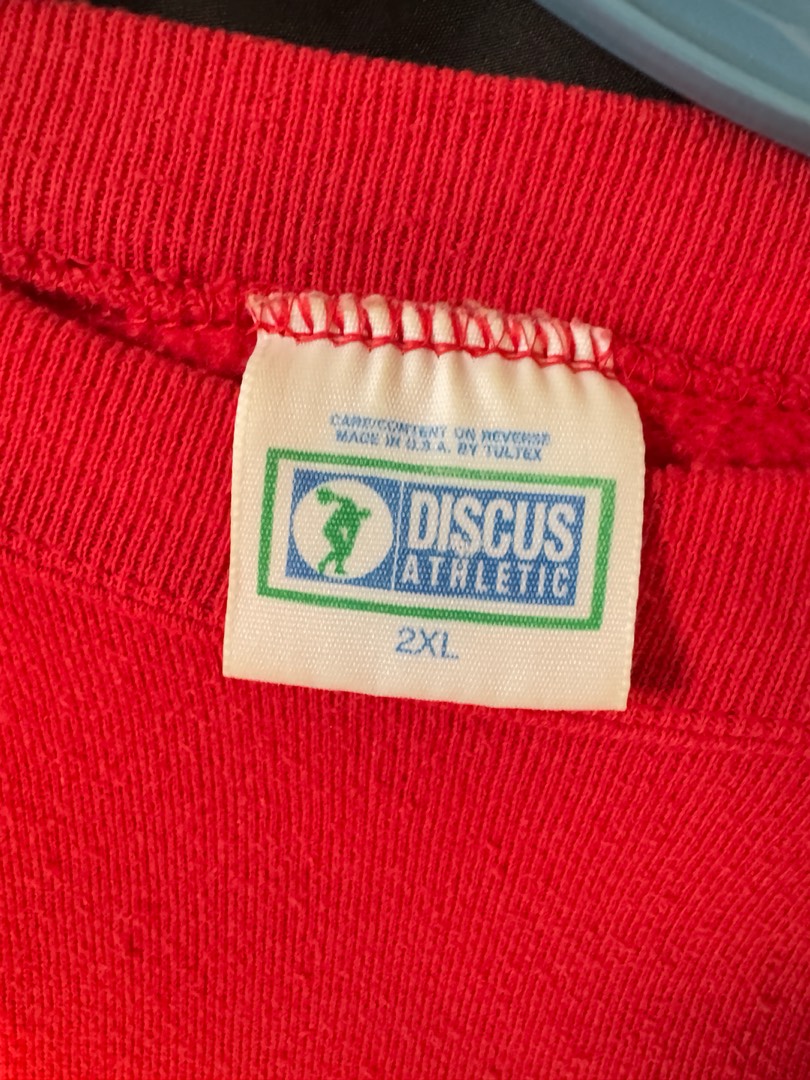 CARE/CONTENT ON REVERSE
MADE IN U.S.A. BY TULTEX
DISCUS
ATHLETIC
2XL